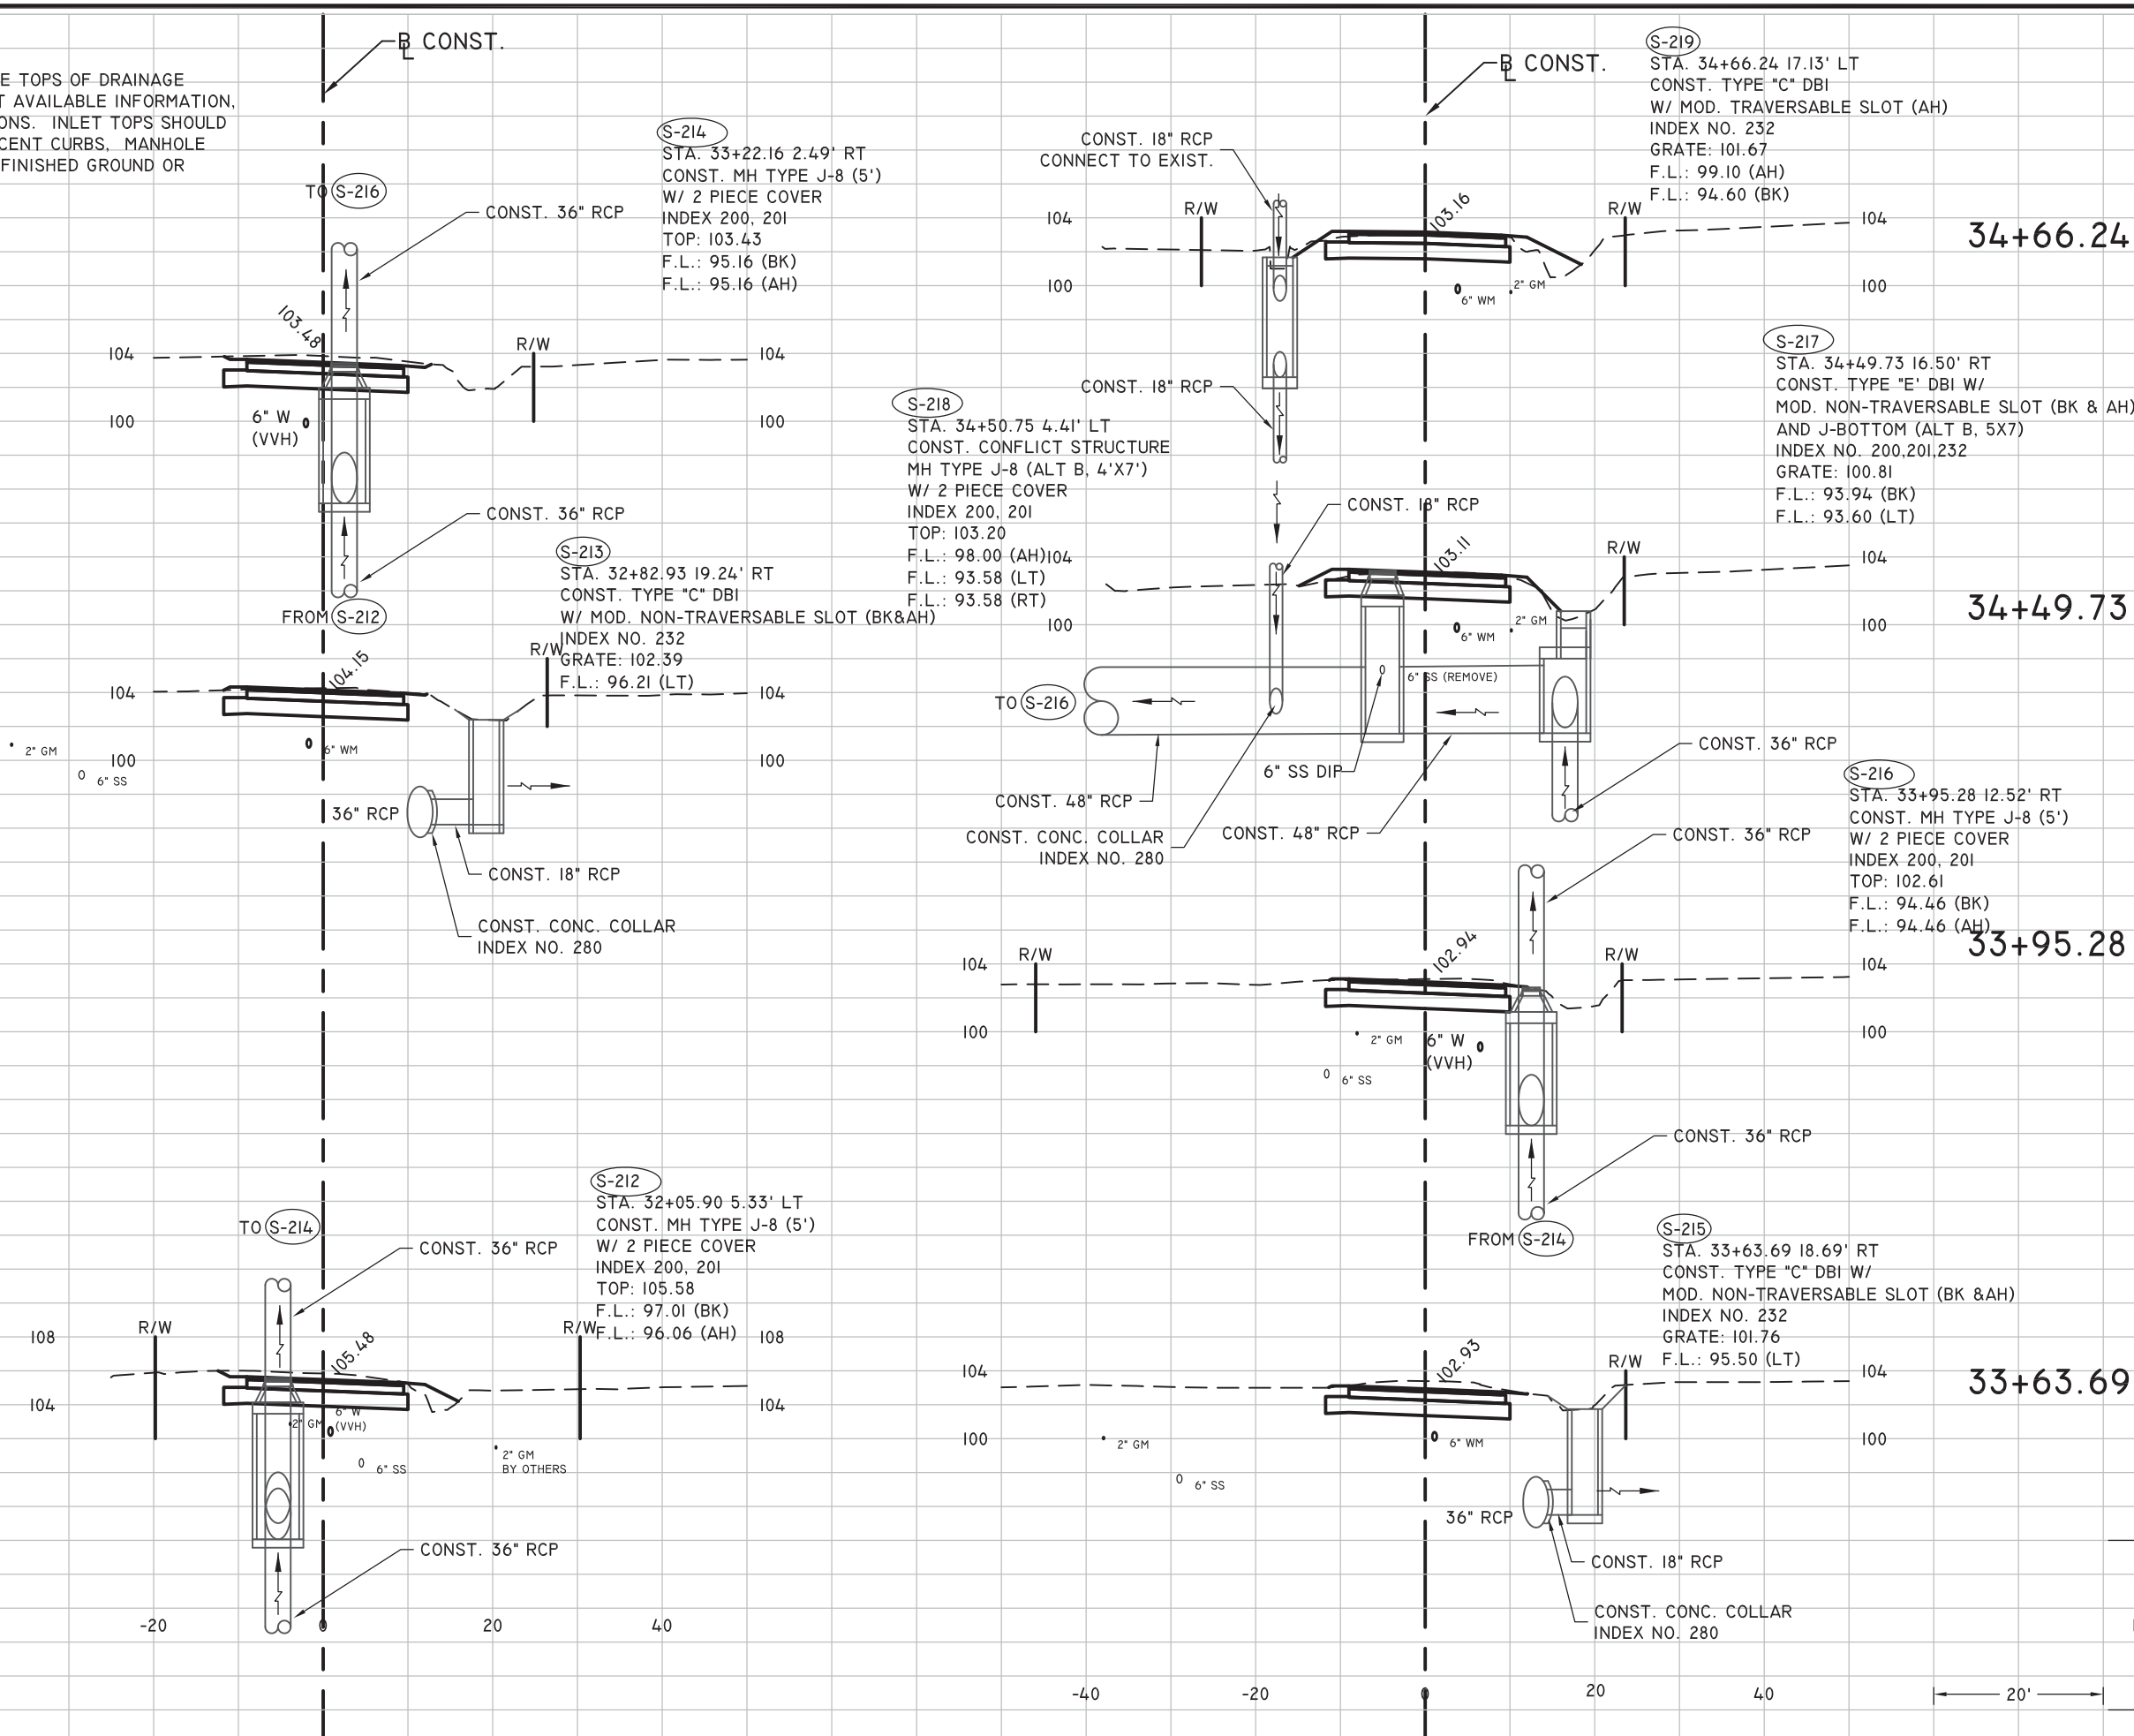 B CONST.
E TOPS OF DRAINAGE
T AVAILABLE INFORMATION,
ONS. INLET TOPS SHOULD
CENT CURBS, MANHOLE
FINISHED GROUND OR
S-214
STA. 33+22.16 2.49' RT
CONST. MH TYPE J-8 (5')
W/ 2 PIECE COVER
INDEX 200, 201
TOP: 103.43
F.L.: 95.16 (BK)
F.L.: 95.16 (AH)
TO S-216
CONST. 36" RCP
103.48
104
R/W
104
100
6" W
(VVH)
100
CONST. 36" RCP
FROM S-212
S-213
STA. 32+82.93 19.24' RT
CONST. TYPE "C" DBI
W/ MOD. NON-TRAVERSABLE SLOT (BK&AH)
INDEX NO. 232
GRATE: 102.39
F.L.: 96.21 (LT)
R/W
104.15
104
104
2" GM
6" SS
100
6" WM
100
36" RCP
CONST. 18" RCP
CONST. CONC. COLLAR
INDEX NO. 280
S-212
STA. 32+05.90 5.33' LT
CONST. MH TYPE J-8 (5')
W/ 2 PIECE COVER
INDEX 200, 201
TOP: 105.58
F.L.: 97.01 (BK)
F.L.: 96.06 (AH)
TO S-214
CONST. 36" RCP
108
R/W
105.48
R/W
108
104
104
2" GM
6" W
(VVH)
6" SS
2" GM
BY OTHERS
CONST. 36" RCP
-20
0
20
40
B CONST.
S-219
STA. 34+66.24 17.13' LT
CONST. TYPE "C" DBI
W/ MOD. TRAVERSABLE SLOT (AH)
INDEX NO. 232
GRATE: 101.67
F.L.: 99.10 (AH)
F.L.: 94.60 (BK)
CONST. 18" RCP
CONNECT TO EXIST.
104
R/W
103.16
R/W
104
34+66.24
100
6" WM
2" GM
100
CONST. 18" RCP
S-217
STA. 34+49.73 16.50' RT
CONST. TYPE "E' DBI W/
MOD. NON-TRAVERSABLE SLOT (BK & AH)
AND J-BOTTOM (ALT B, 5X7)
INDEX NO. 200,201,232
GRATE: 100.81
F.L.: 93.94 (BK)
F.L.: 93.60 (LT)
S-218
STA. 34+50.75 4.41' LT
CONST. CONFLICT STRUCTURE
MH TYPE J-8 (ALT B, 4'X7')
W/ 2 PIECE COVER
INDEX 200, 201
TOP: 103.20
F.L.: 98.00 (AH)
F.L.: 93.58 (LT)
F.L.: 93.58 (RT)
CONST. 18" RCP
104
103.11
R/W
104
34+49.73
100
6" WM
2" GM
100
6" SS (REMOVE)
TO S-216
6" SS DIP
CONST. 36" RCP
CONST. 48" RCP
CONST. CONC. COLLAR
INDEX NO. 280
CONST. 48" RCP
S-216
STA. 33+95.28 12.52' RT
CONST. MH TYPE J-8 (5')
W/ 2 PIECE COVER
INDEX 200, 201
TOP: 102.61
F.L.: 94.46 (BK)
F.L.: 94.46 (AH)
CONST. 36" RCP
33+95.28
104
R/W
102.94
R/W
104
100
2" GM
6" W
(VVH)
100
6" SS
CONST. 36" RCP
FROM S-214
S-215
STA. 33+63.69 18.69' RT
CONST. TYPE "C" DBI W/
MOD. NON-TRAVERSABLE SLOT (BK &AH)
INDEX NO. 232
GRATE: 101.76
F.L.: 95.50 (LT)
104
102.93
R/W
104
33+63.69
100
2" GM
6" WM
100
6" SS
36" RCP
CONST. 18" RCP
CONST. CONC. COLLAR
INDEX NO. 280
-40
-20
0
20
40
20'